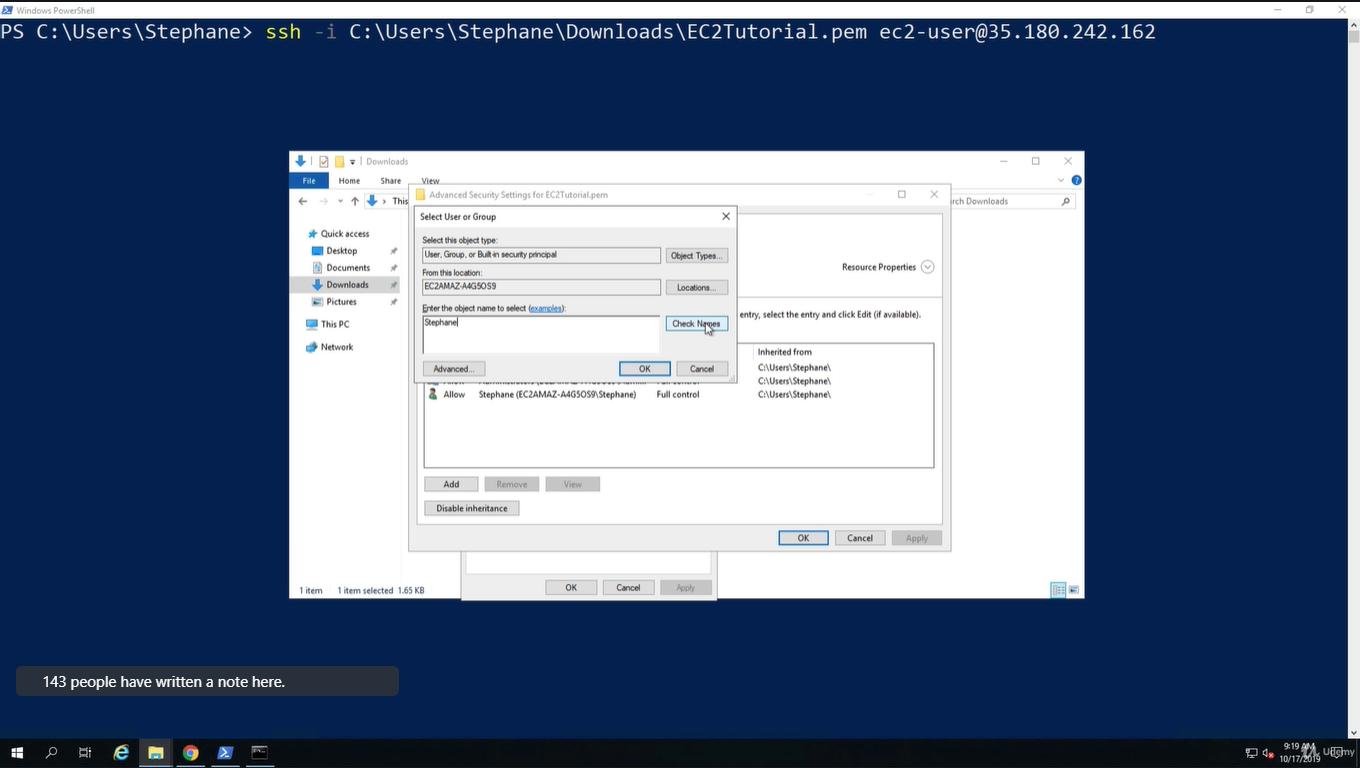 Windows PowerShell
PS C:\Users\Stephane> ssh -i C:\Users\Stephane\Downloads\EC2Tutorial.pem ec2-user@35.180.242.162
Downloads
File Home Share View
Advanced Security Settings for EC2Tutorial.pem
This
rch Downloads
Select User or Group
Select this object type:
User, Group, or Built-in security principal
Object Types...
From this location:
EC2AMAZ-A4G5OS9
Locations...
Enter the object name to select (examples):
Stephane
Check Names
Advanced...
OK
Cancel
Quick access
Desktop
Documents
Downloads
Pictures
This PC
Network
Resource Properties
entry, select the entry and click Edit (if available).
Inherited from
C:\Users\Stephane\
Full control C:\Users\Stephane\
Allow Stephane (EC2AMAZ-A4G5OS9\Stephane) Full control C:\Users\Stephane\
Add
Remove
View
Disable inheritance
OK
Cancel
Apply
OK
Cancel
Apply
1 item 1 item selected 1.65 KB
143 people have written a note here.
9:19 AM
10/17/2019
Udemy